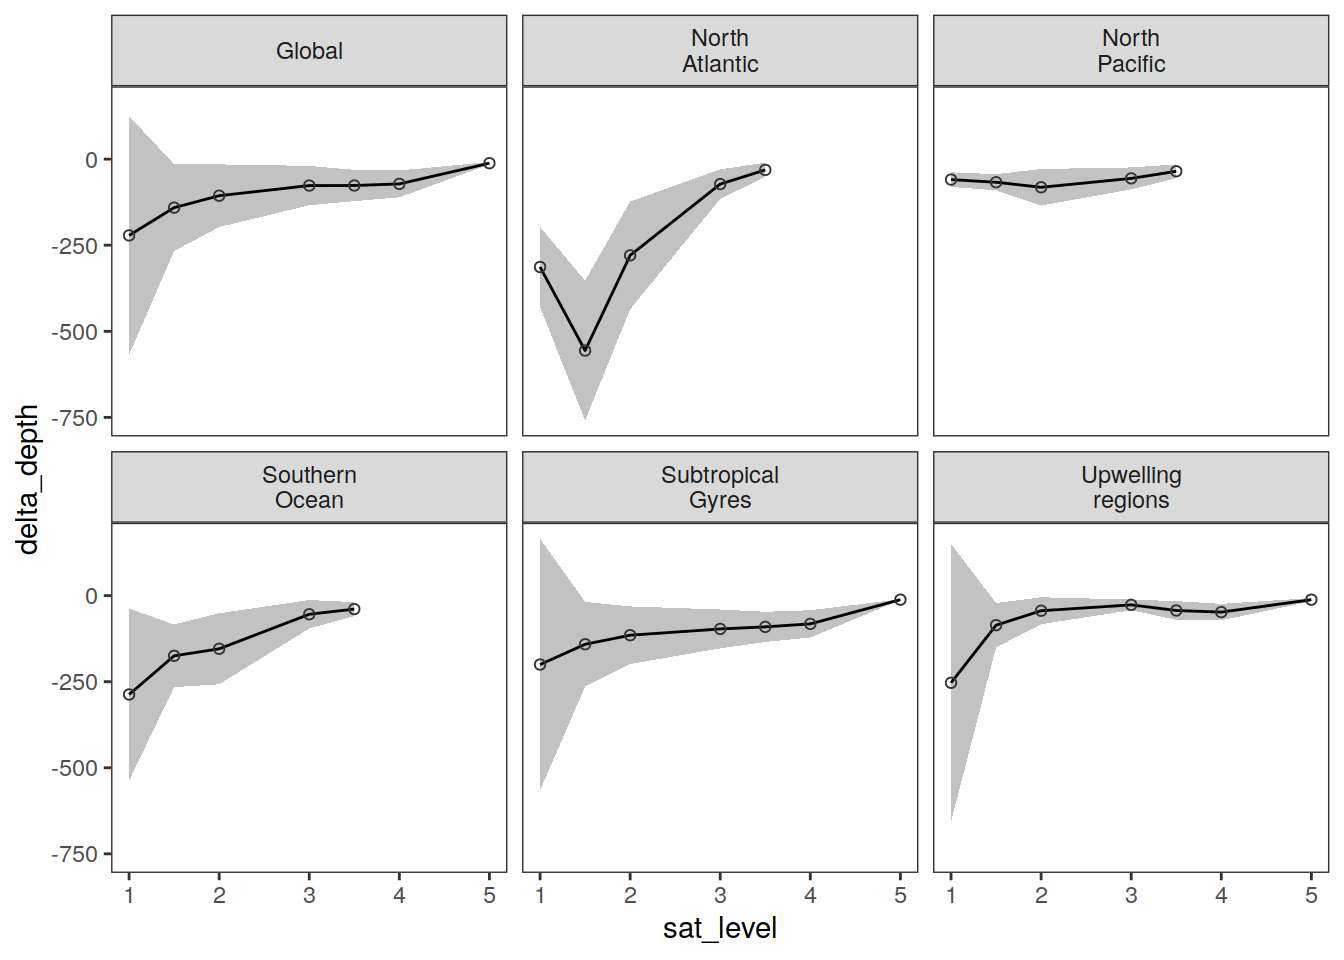 Global
North
Atlantic
North
Pacific
0
-250
-500
-750
Southern
Ocean
Subtropical
Gyres
Upwelling
regions
0
-250
-500
-750
1 2 3 4 5
1 2 3 4 5
1 2 3 4 5
sat_level
delta_depth